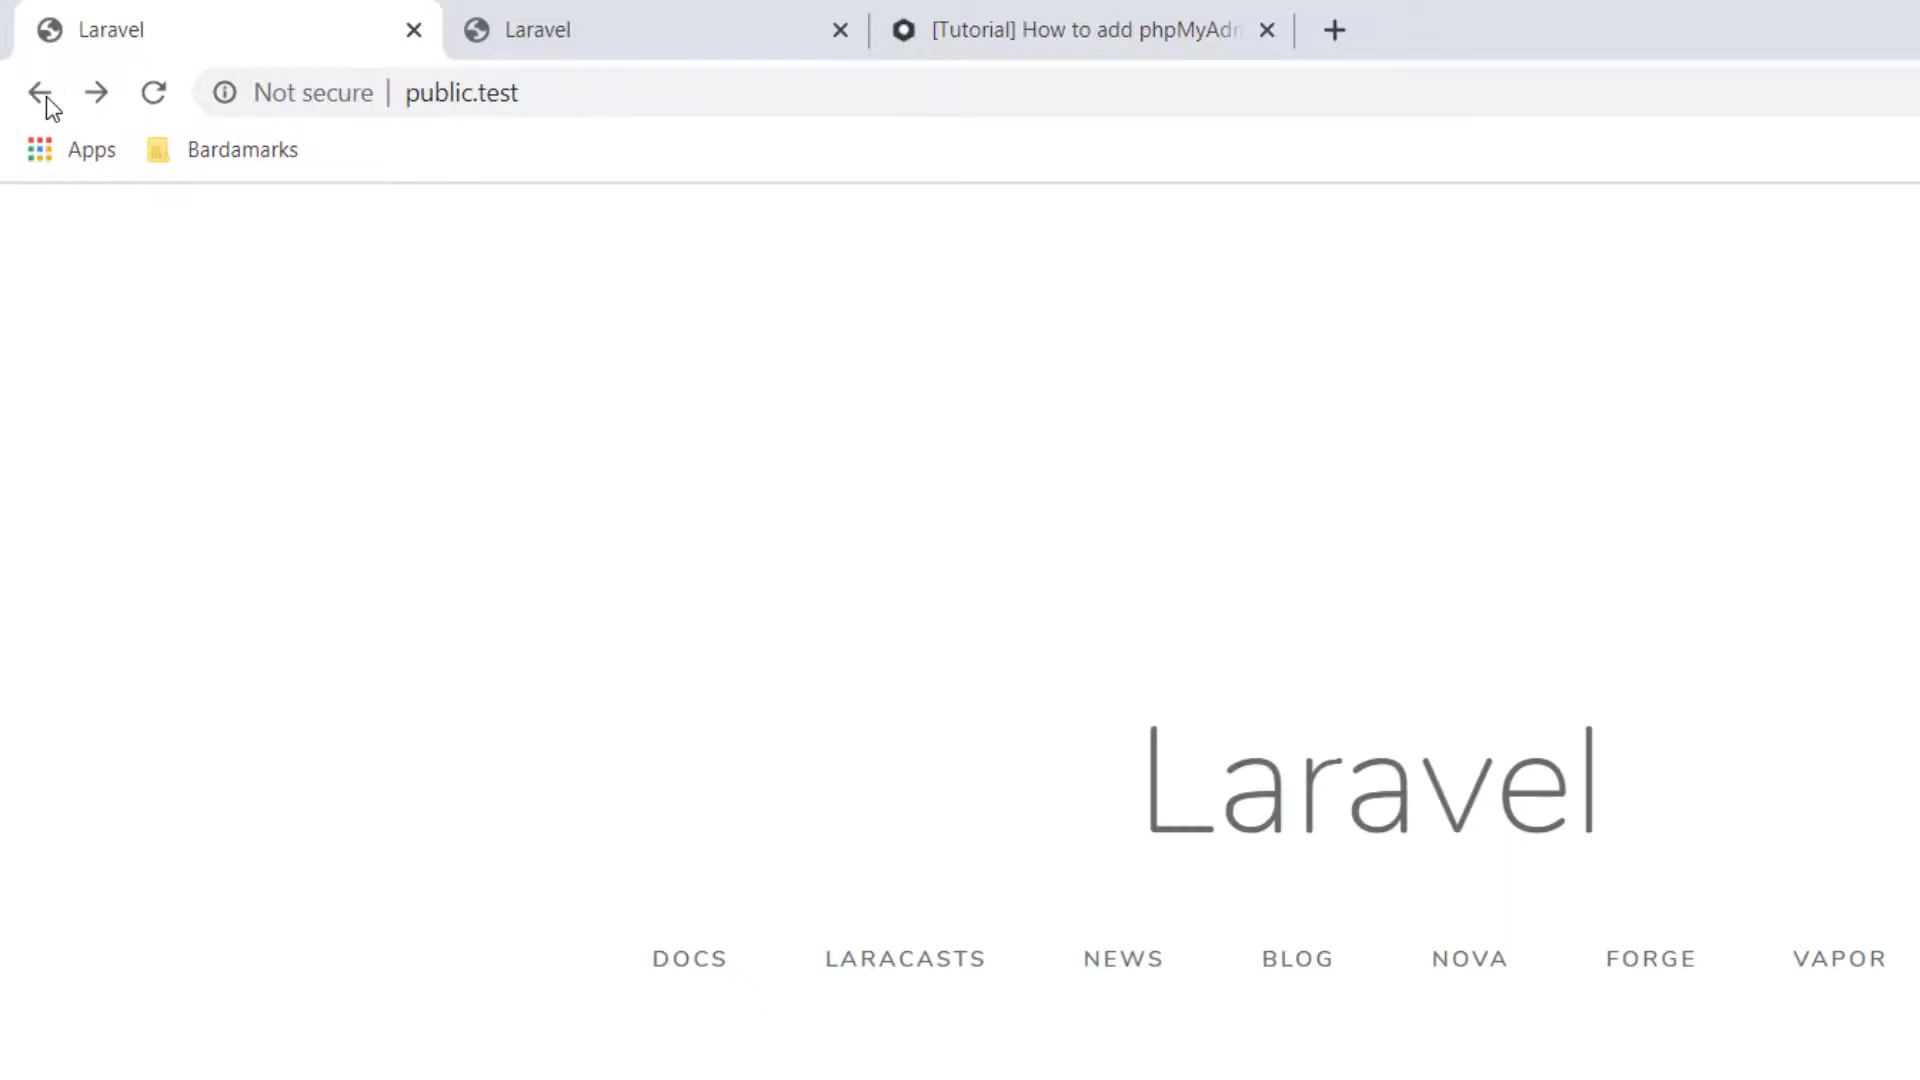 Laravel
Laravel
[Tutorial] How to add phpMyAdm
Not secure | public.test
Apps
Bardamarks
Laravel
DOCS LARACASTS NEWS BLOG NOVA FORGE VAPOR